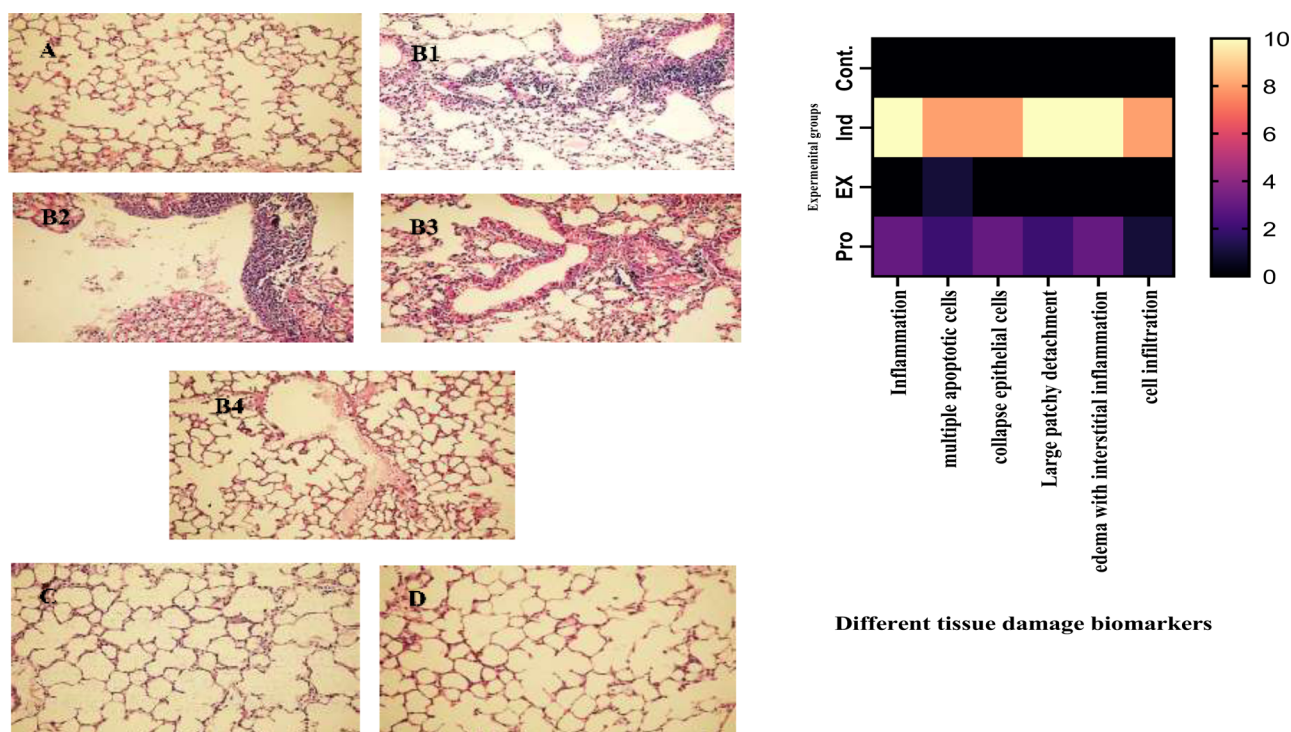 A
B1
B2
B3
B4
C
D
Expermenital groups
Cont.
Ind
EX
Pro
10
8
6
4
2
0
Inflammation
multiple apoptotic cells
collapse epithelial cells
Large patchy detachment
edema with interstitial inflammation
cell infiltration
Different tissue damage biomarkers